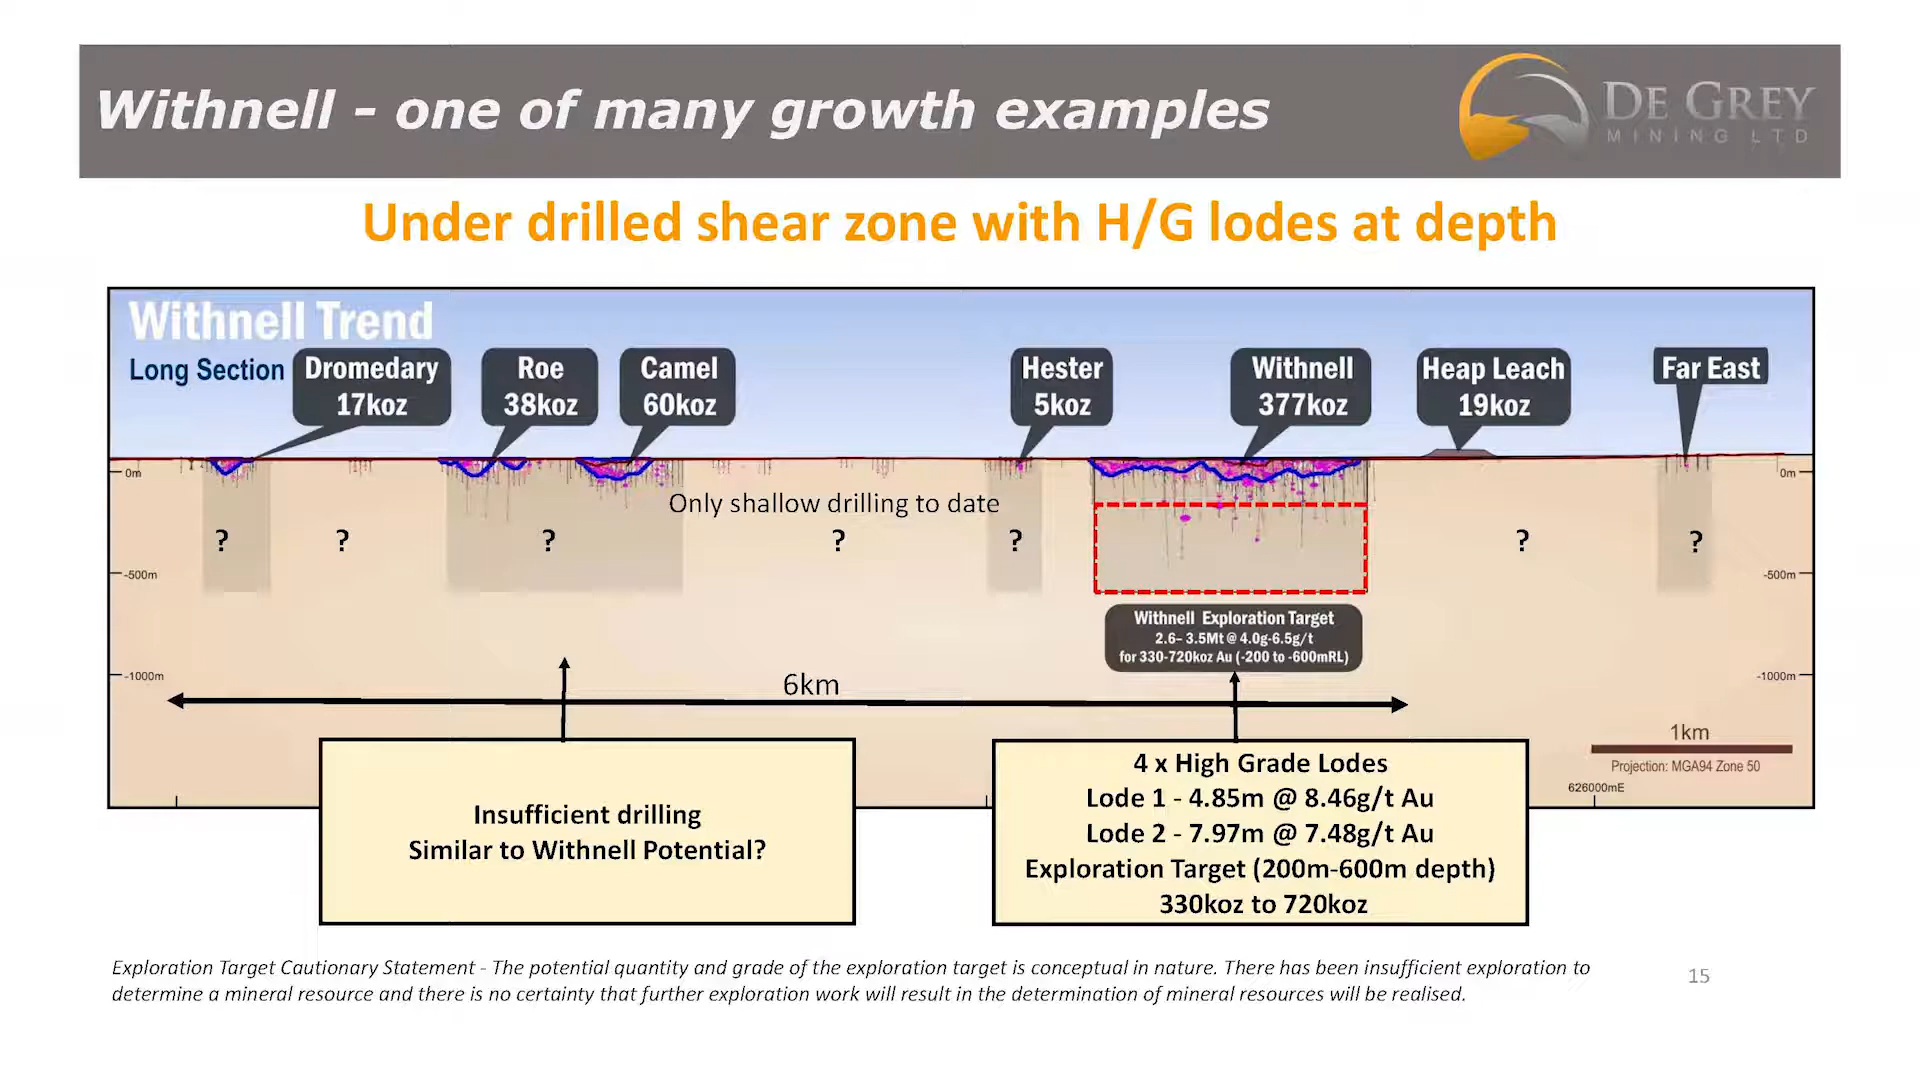 Withnell - one of many growth examples
DE GREY
MINING LTD
Under drilled shear zone with H/G lodes at depth
Withnell Trend
Long Section
Dromedary
17koz
Roe
38koz
Camel
60koz
Hester
5koz
Withnell
377koz
Heap Leach
19koz
Far East
0m
0m
Only shallow drilling to date
?
?
?
?
?
?
?
-500m
-500m
Withnell Exploration Target
2.6– 3.5Mt @ 4.0g-6.5g/t
for 330-720koz Au (-200 to -600mRL)
-1000m
-1000m
6km
1km
Projection: MGA94 Zone 50
626000mE
Insufficient drilling
Similar to Withnell Potential?
4 x High Grade Lodes
Lode 1 - 4.85m @ 8.46g/t Au
Lode 2 - 7.97m @ 7.48g/t Au
Exploration Target (200m-600m depth)
330koz to 720koz
Exploration Target Cautionary Statement - The potential quantity and grade of the exploration target is conceptual in nature. There has been insufficient exploration to
determine a mineral resource and there is no certainty that further exploration work will result in the determination of mineral resources will be realised.
15